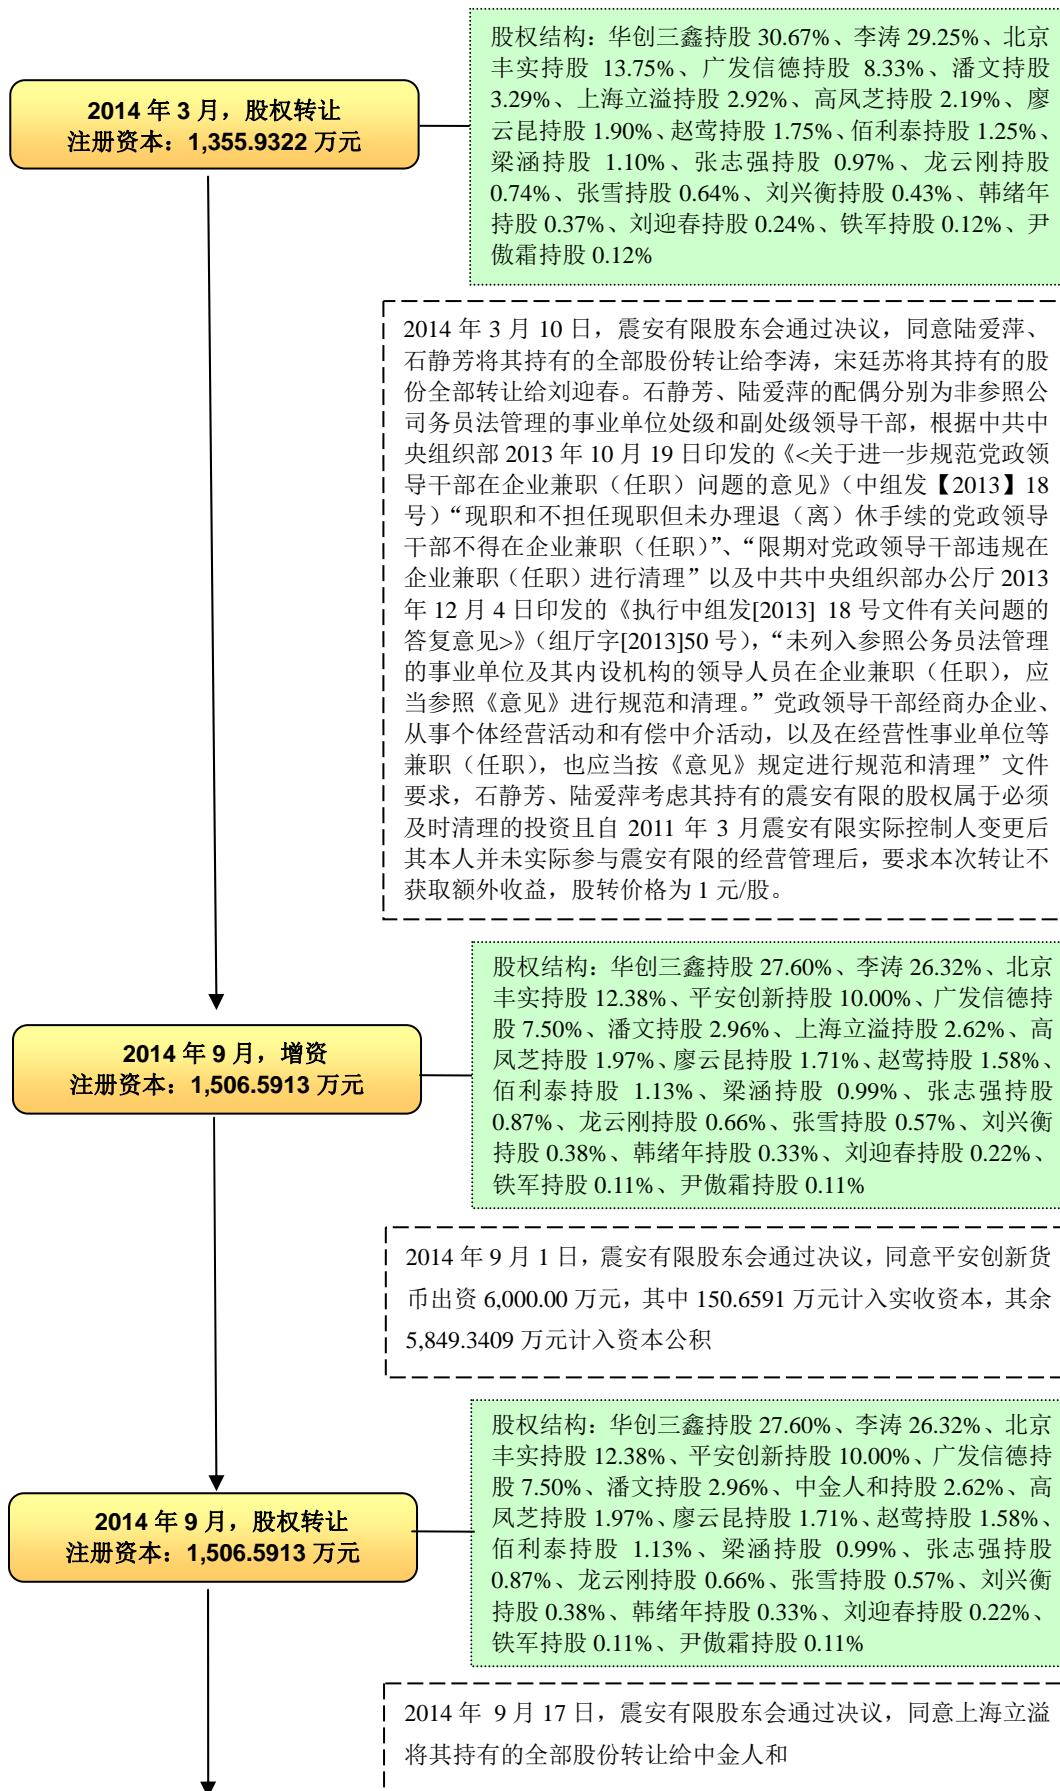 股权结构：华创三鑫持股 30.67%、李涛 29.25%、北京
丰实持股 13.75%、广发信德持股 8.33%、潘文持股
3.29%、上海立溢持股 2.92%、高凤芝持股 2.19%、廖
云昆持股 1.90%、赵莺持股 1.75%、佰利泰持股 1.25%、
梁涵持股 1.10%、张志强持股 0.97%、龙云刚持股
0.74%、张雪持股 0.64%、刘兴衡持股 0.43%、韩绪年
持股 0.37%、刘迎春持股 0.24%、铁军持股 0.12%、尹
傲霜持股 0.12%
2014 年 3 月，股权转让
注册资本：1,355.9322 万元
2014 年 3 月 10 日，震安有限股东会通过决议，同意陆爱萍、
石静芳将其持有的全部股份转让给李涛，宋廷苏将其持有的股
份全部转让给刘迎春。石静芳、陆爱萍的配偶分别为非参照公
司务员法管理的事业单位处级和副处级领导干部，根据中共中
央组织部 2013 年 10 月 19 日印发的《<关于进一步规范党政领
导干部在企业兼职（任职）问题的意见》（中组发【2013】18
号）“现职和不担任现职但未办理退（离）休手续的党政领导
干部不得在企业兼职（任职）”、“限期对党政领导干部违规在
企业兼职（任职）进行清理”以及中共中央组织部办公厅 2013
年 12 月 4 日印发的《执行中组发[2013] 18 号文件有关问题的
答复意见>》（组厅字[2013]50 号），“未列入参照公务员法管理
的事业单位及其内设机构的领导人员在企业兼职（任职），应
当参照《意见》进行规范和清理。”党政领导干部经商办企业、
从事个体经营活动和有偿中介活动，以及在经营性事业单位等
兼职（任职），也应当按《意见》规定进行规范和清理”文件
要求，石静芳、陆爱萍考虑其持有的震安有限的股权属于必须
及时清理的投资且自 2011 年 3 月震安有限实际控制人变更后
其本人并未实际参与震安有限的经营管理后，要求本次转让不
获取额外收益，股转价格为 1 元/股。
股权结构：华创三鑫持股 27.60%、李涛 26.32%、北京
丰实持股 12.38%、平安创新持股 10.00%、广发信德持
股 7.50%、潘文持股 2.96%、上海立溢持股 2.62%、高
凤芝持股 1.97%、廖云昆持股 1.71%、赵莺持股 1.58%、
佰利泰持股 1.13%、梁涵持股 0.99%、张志强持股
0.87%、龙云刚持股 0.66%、张雪持股 0.57%、刘兴衡
持股 0.38%、韩绪年持股 0.33%、刘迎春持股 0.22%、
铁军持股 0.11%、尹傲霜持股 0.11%
2014 年 9 月，增资
注册资本：1,506.5913 万元
2014 年 9 月 1 日，震安有限股东会通过决议，同意平安创新货
币出资 6,000.00 万元，其中 150.6591 万元计入实收资本，其余
5,849.3409 万元计入资本公积
股权结构：华创三鑫持股 27.60%、李涛 26.32%、北京
丰实持股 12.38%、平安创新持股 10.00%、广发信德持
股 7.50%、潘文持股 2.96%、中金人和持股 2.62%、高
凤芝持股 1.97%、廖云昆持股 1.71%、赵莺持股 1.58%、
佰利泰持股 1.13%、梁涵持股 0.99%、张志强持股
0.87%、龙云刚持股 0.66%、张雪持股 0.57%、刘兴衡
持股 0.38%、韩绪年持股 0.33%、刘迎春持股 0.22%、
铁军持股 0.11%、尹傲霜持股 0.11%
2014 年 9 月，股权转让
注册资本：1,506.5913 万元
2014 年 9 月 17 日，震安有限股东会通过决议，同意上海立溢
将其持有的全部股份转让给中金人和